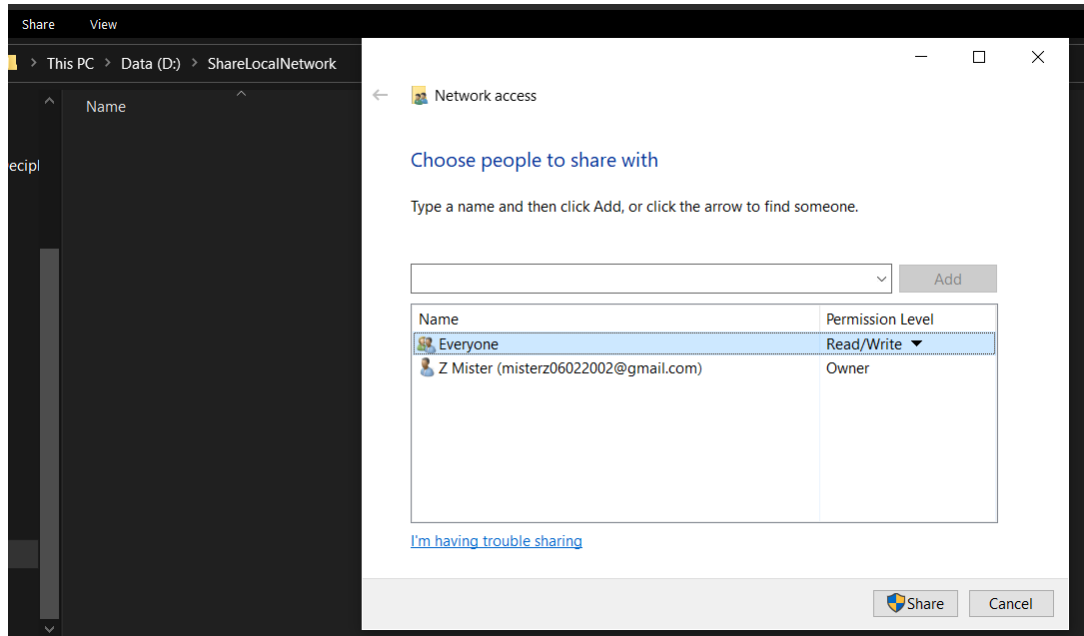 Share View
This PC > Data (D:) > ShareLocalNetwork
Name
ecipl
Network access
Choose people to share with
Type a name and then click Add, or click the arrow to find someone.
Add
Name Permission Level
Everyone Read/Write
Z Mister (misterz06022002@gmail.com) Owner
I'm having trouble sharing
Share Cancel